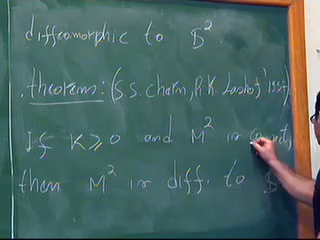 diffeomorphic to S².
theorem: (S.S. chern, R.K. Lashof 1957)
If K ≥ 0 and M² is compact,
then M² is diff. to S